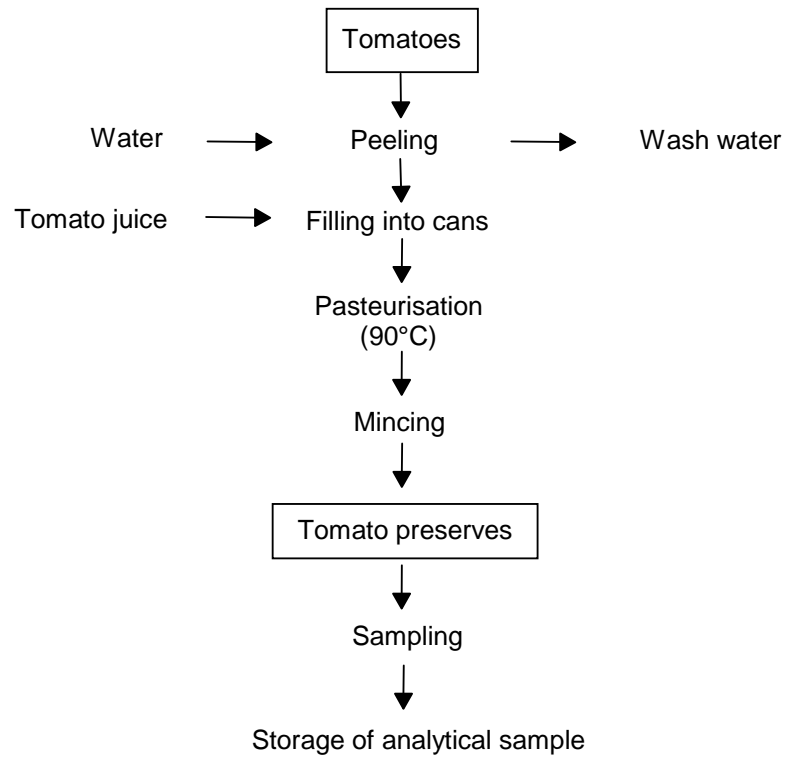 Tomatoes
Water
Peeling
Wash water
Tomato juice
Filling into cans
Pasteurisation
(90°C)
Mincing
Tomato preserves
Sampling
Storage of analytical sample